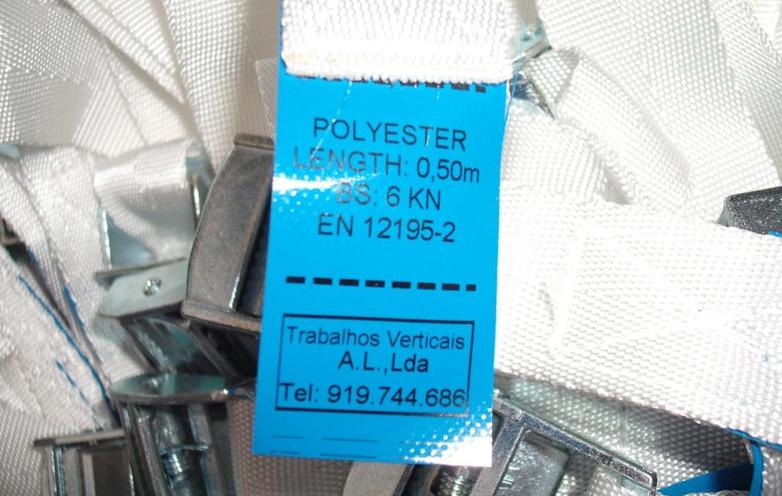 POLYESTER
LENGTH: 0,50m
BS: 6 KN
EN 12195-2
Trabalhos Verticais
A.L.,Lda
Tel: 919.744.686